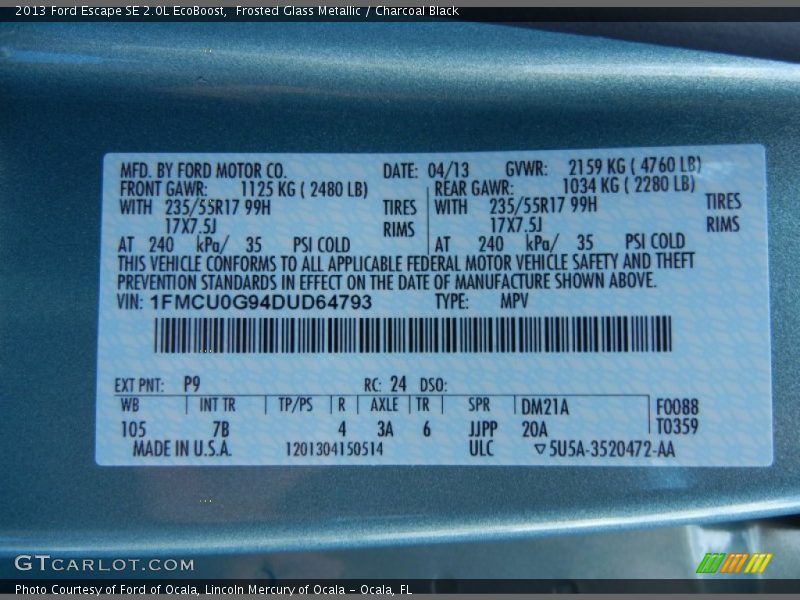 2013 Ford Escape SE 2.0L EcoBoost,  Frosted Glass Metallic / Charcoal Black
MFD. BY FORD MOTOR CO. DATE: 04/13 GVWR: 2159 KG ( 4760 LB)
FRONT GAWR: 1125 KG ( 2480 LB) REAR GAWR: 1034 KG ( 2280 LB)
WITH 235/55R17 99H TIRES WITH 235/55R17 99H TIRES
17X7.5J RIMS 17X7.5J RIMS
AT 240 kPa/ 35 PSI COLD AT 240 kPa/ 35 PSI COLD
THIS VEHICLE CONFORMS TO ALL APPLICABLE FEDERAL MOTOR VEHICLE SAFETY AND THEFT
PREVENTION STANDARDS IN EFFECT ON THE DATE OF MANUFACTURE SHOWN ABOVE.
VIN: 1FMCU0G94DUD64793 TYPE: MPV
EXT PNT: P9 RC: 24 DSO:
WB INT TR TP/PS R AXLE TR SPR DM21A F0088
105 7B 4 3A 6 JJPP 20A T0359
MADE IN U.S.A. 1201304150514 ULC ▽5U5A-3520472-AA
GTCARLOT.COM
Photo Courtesy of Ford of Ocala, Lincoln Mercury of Ocala - Ocala, FL